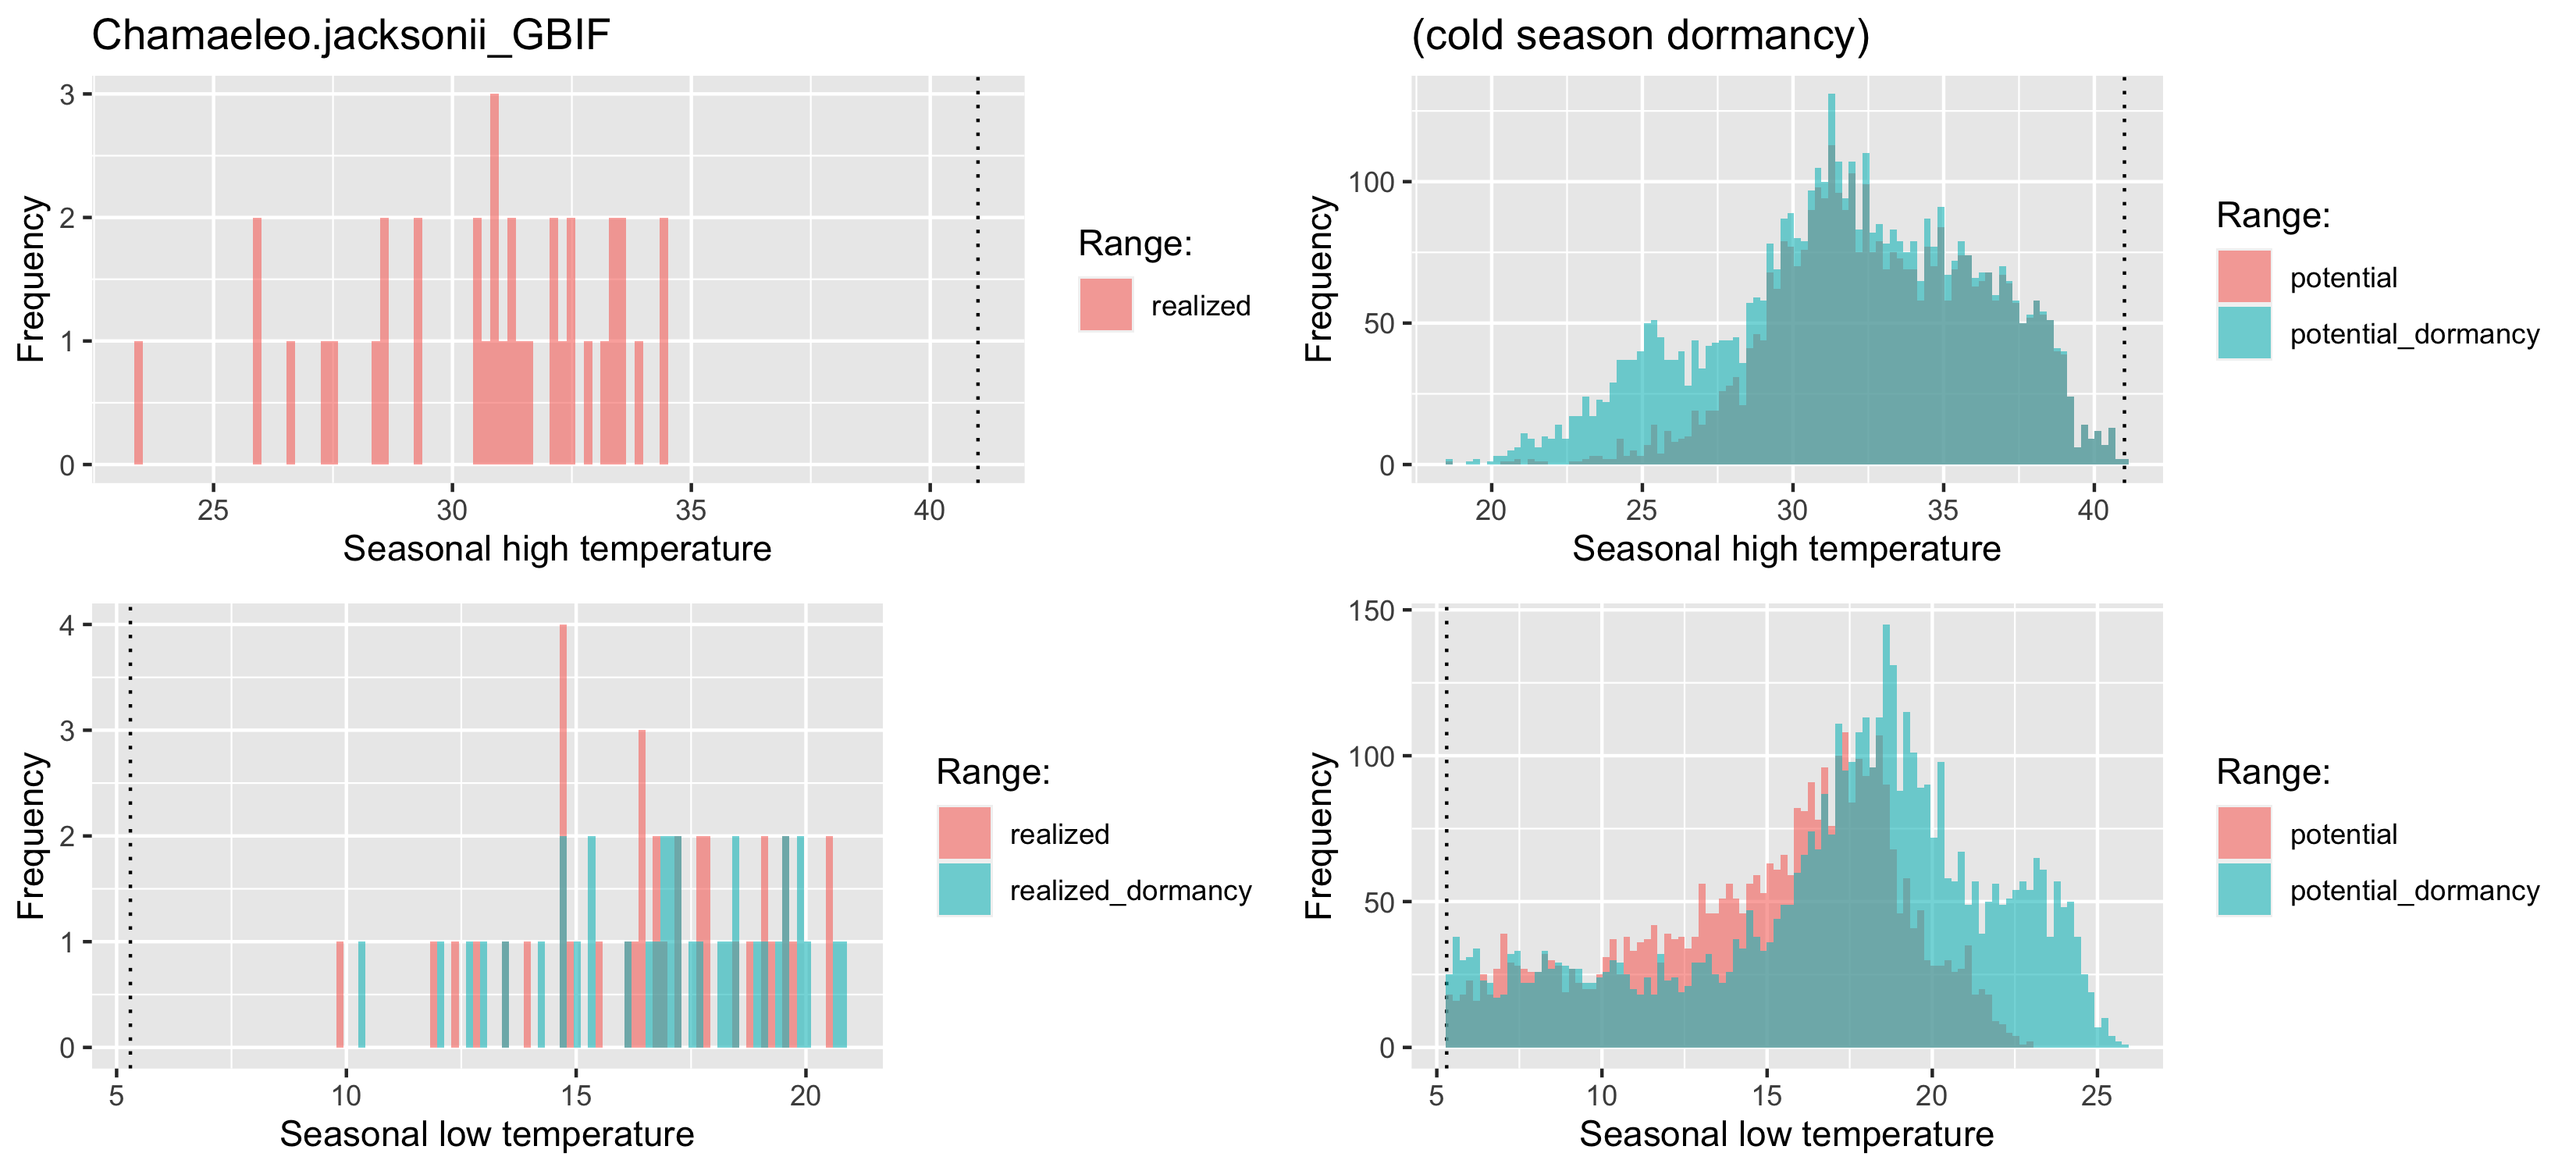 Chamaeleo.jacksonii_GBIF
3
2
1
0
Frequency
25 30 35 40
Seasonal high temperature
Range:
realized
(cold season dormancy)
100
50
0
Frequency
20 25 30 35 40
Seasonal high temperature
Range:
potential
potential_dormancy
4
3
2
1
0
Frequency
5 10 15 20
Seasonal low temperature
Range:
realized
realized_dormancy
150
100
50
0
Frequency
5 10 15 20 25
Seasonal low temperature
Range:
potential
potential_dormancy